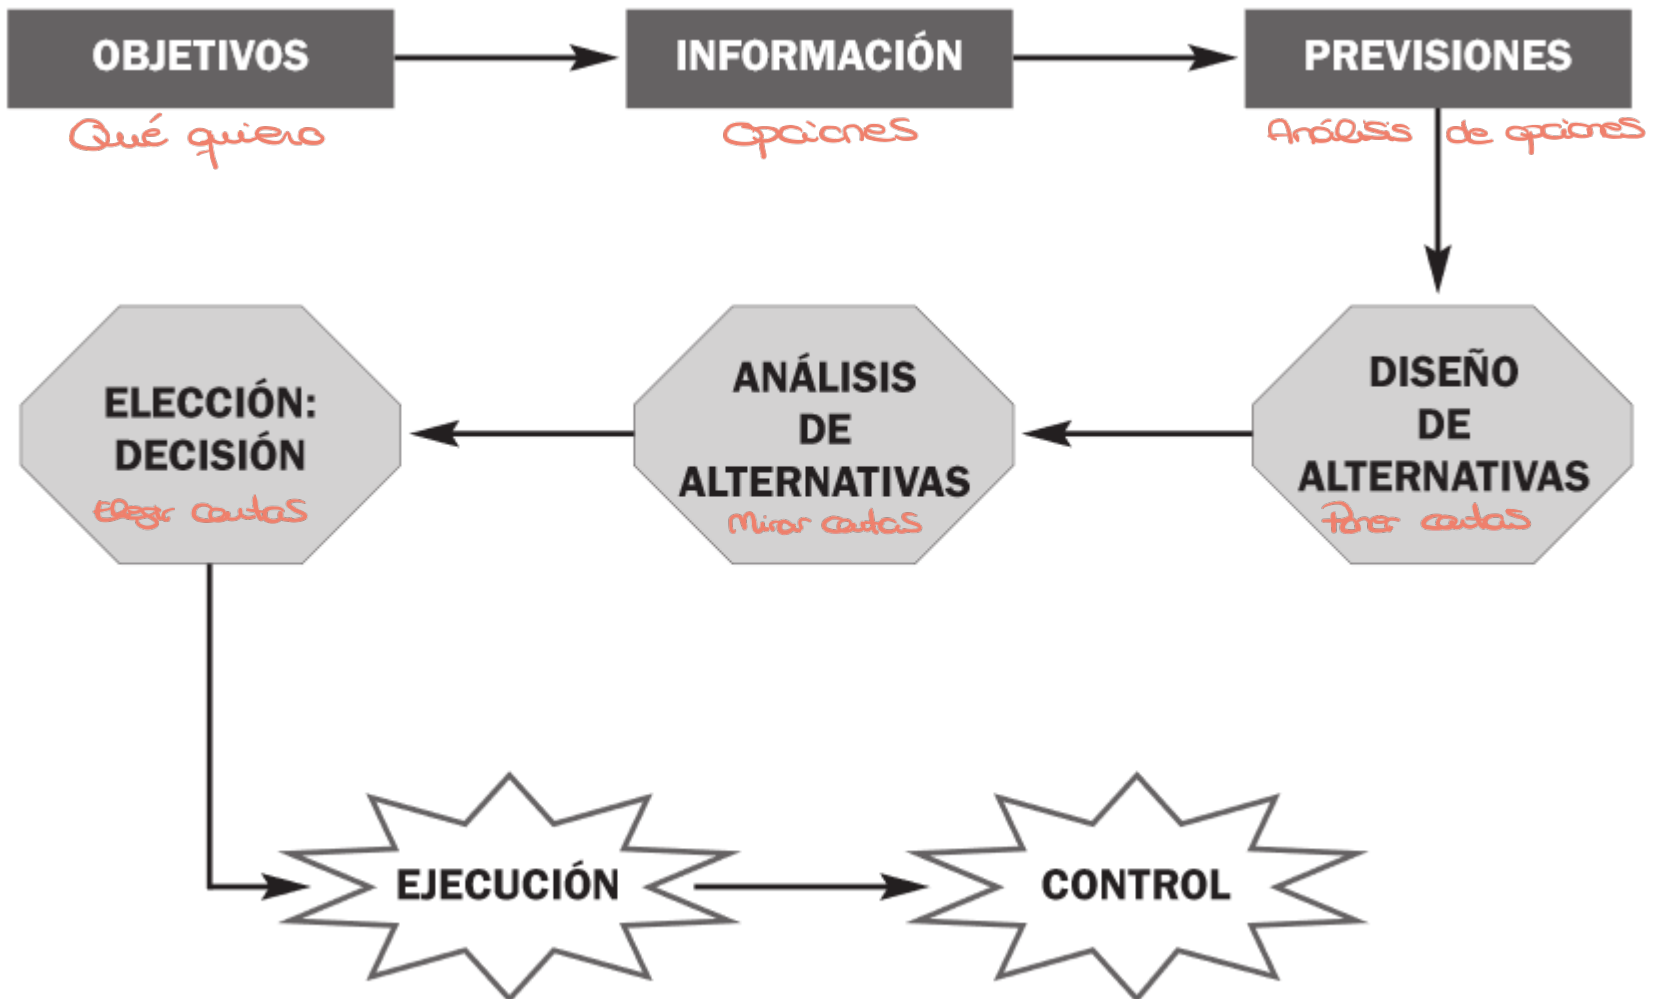 OBJETIVOS
Qué quiero
INFORMACIÓN
opciones
PREVISIONES
Análisis de opciones
DISEÑO
DE
ALTERNATIVAS
Poner cartas
ANÁLISIS
DE
ALTERNATIVAS
Mirar cartas
ELECCIÓN:
DECISIÓN
Elegir cartas
EJECUCIÓN
CONTROL